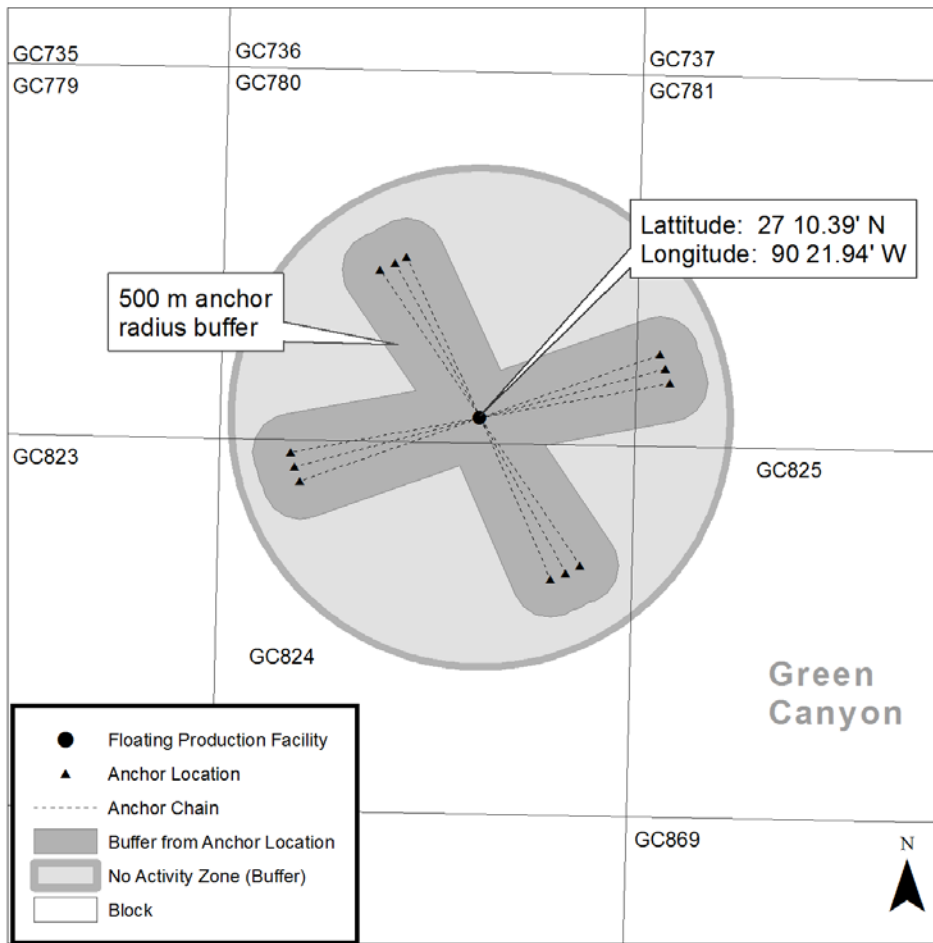 GC735
GC736
GC737
GC779
GC780
GC781
Lattitude: 27 10.39' N
Longitude: 90 21.94' W
500 m anchor
radius buffer
GC823
GC825
GC824
Green
Canyon
Floating Production Facility
Anchor Location
Anchor Chain
Buffer from Anchor Location
No Activity Zone (Buffer)
Block
GC869
N